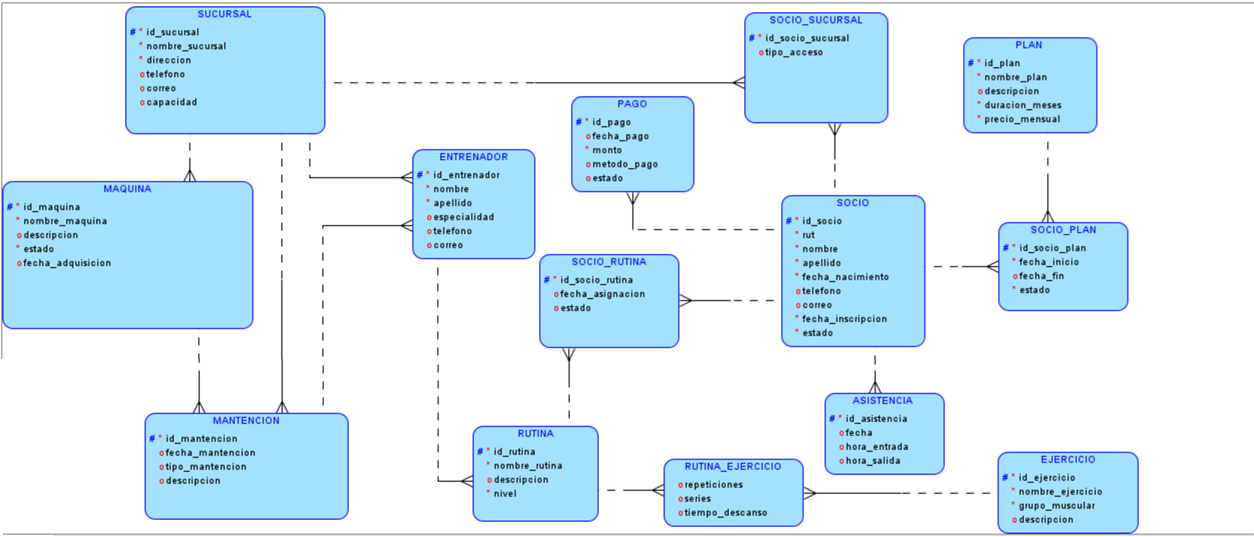 SUCURSAL
# * id_sucursal
* nombre_sucursal
* direccion
o telefono
o correo
o capacidad
SOCIO_SUCURSAL
# * id_socio_sucursal
o tipo_acceso
PLAN
# * id_plan
* nombre_plan
o descripcion
* duracion_meses
* precio_mensual
PAGO
# * id_pago
o fecha_pago
* monto
o metodo_pago
o estado
ENTRENADOR
# * id_entrenador
* nombre
* apellido
o especialidad
o telefono
o correo
MAQUINA
# * id_maquina
* nombre_maquina
o descripcion
* estado
o fecha_adquisicion
SOCIO
# * id_socio
* rut
* nombre
* apellido
* fecha_nacimiento
o telefono
o correo
* fecha_inscripcion
* estado
SOCIO_PLAN
# * id_socio_plan
* fecha_inicio
o fecha_fin
* estado
SOCIO_RUTINA
# * id_socio_rutina
o fecha_asignacion
o estado
ASISTENCIA
# * id_asistencia
o fecha
o hora_entrada
o hora_salida
MANTENCION
# * id_mantencion
o fecha_mantencion
o tipo_mantencion
o descripcion
RUTINA
# * id_rutina
* nombre_rutina
o descripcion
* nivel
RUTINA_EJERCICIO
o repeticiones
o series
o tiempo_descanso
EJERCICIO
# * id_ejercicio
* nombre_ejercicio
* grupo_muscular
o descripcion